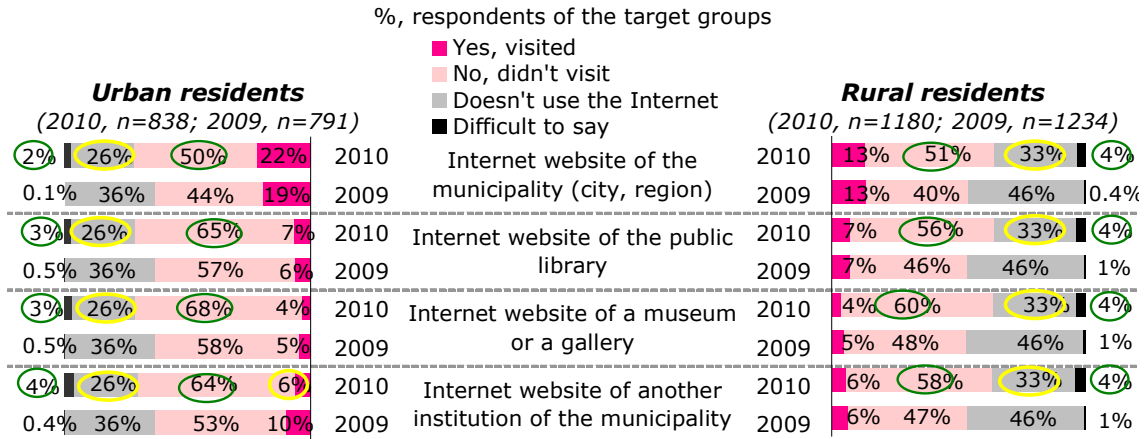 %, respondents of the target groups
Yes, visited
No, didn't visit
Doesn't use the Internet
Difficult to say
Urban residents
(2010, n=838; 2009, n=791)
Rural residents
(2010, n=1180; 2009, n=1234)
2% 26% 50% 22% 2010 Internet website of the 2010 13% 51% 33% 4%
0.1% 36% 44% 19% 2009 municipality (city, region) 2009 13% 40% 46% 0.4%
3% 26% 65% 7% 2010 Internet website of the public 2010 7% 56% 33% 4%
0.5% 36% 57% 6% 2009 library 2009 7% 46% 46% 1%
3% 26% 68% 4% 2010 Internet website of a museum 2010 4% 60% 33% 4%
0.5% 36% 58% 5% 2009 or a gallery 2009 5% 48% 46% 1%
4% 26% 64% 6% 2010 Internet website of another 2010 6% 58% 33% 4%
0.4% 36% 53% 10% 2009 institution of the municipality 2009 6% 47% 46% 1%